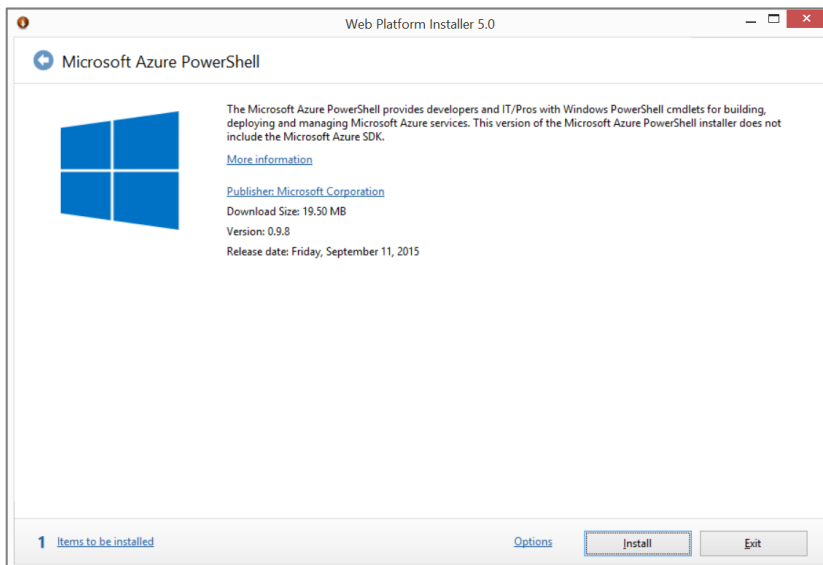 Web Platform Installer 5.0
Microsoft Azure PowerShell
The Microsoft Azure PowerShell provides developers and IT/Pros with Windows PowerShell cmdlets for building,
deploying and managing Microsoft Azure services. This version of the Microsoft Azure PowerShell installer does not
include the Microsoft Azure SDK.
More information
Publisher: Microsoft Corporation
Download Size: 19.50 MB
Version: 0.9.8
Release date: Friday, September 11, 2015
1 Items to be installed
Options
Install
Exit